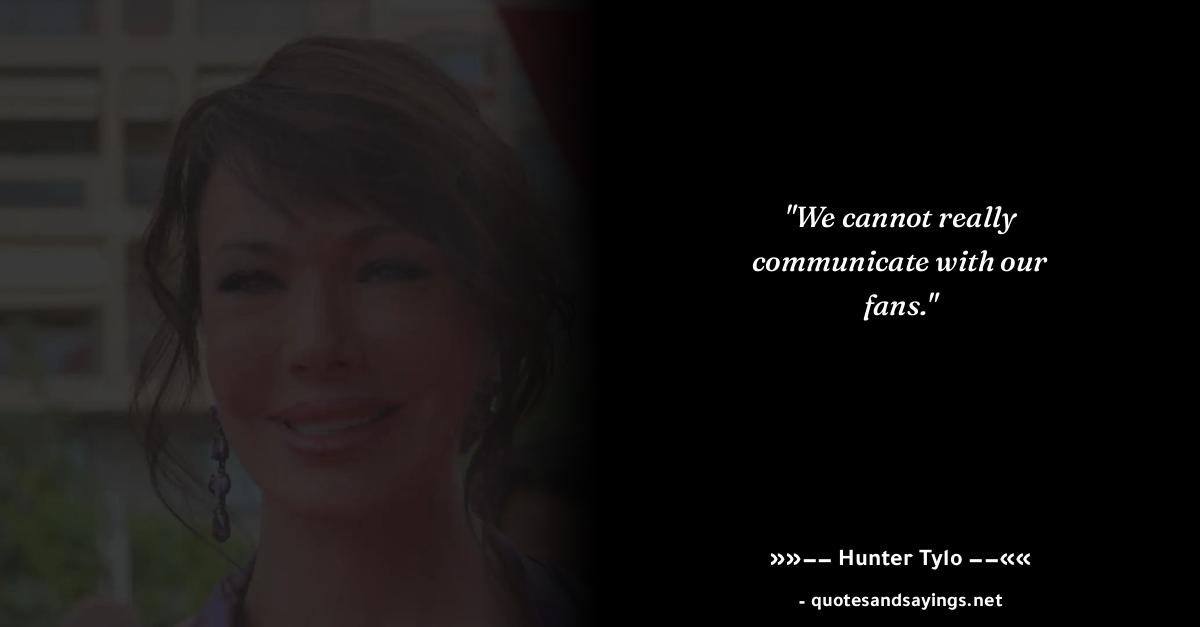 "We cannot really
communicate with our
fans."
»»−− Hunter Tylo −−««
- quotesandsayings.net